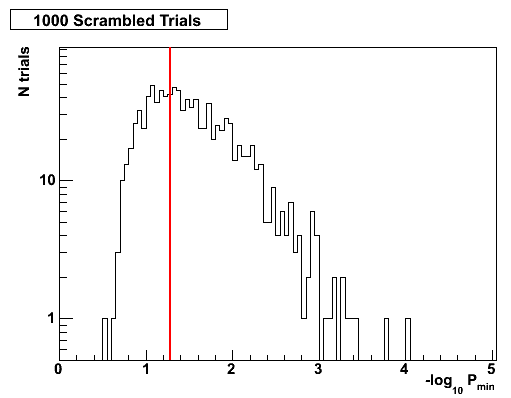 1000 Scrambled Trials
N trials
10
1
0 1 2 3 4 5
-log10 Pmin